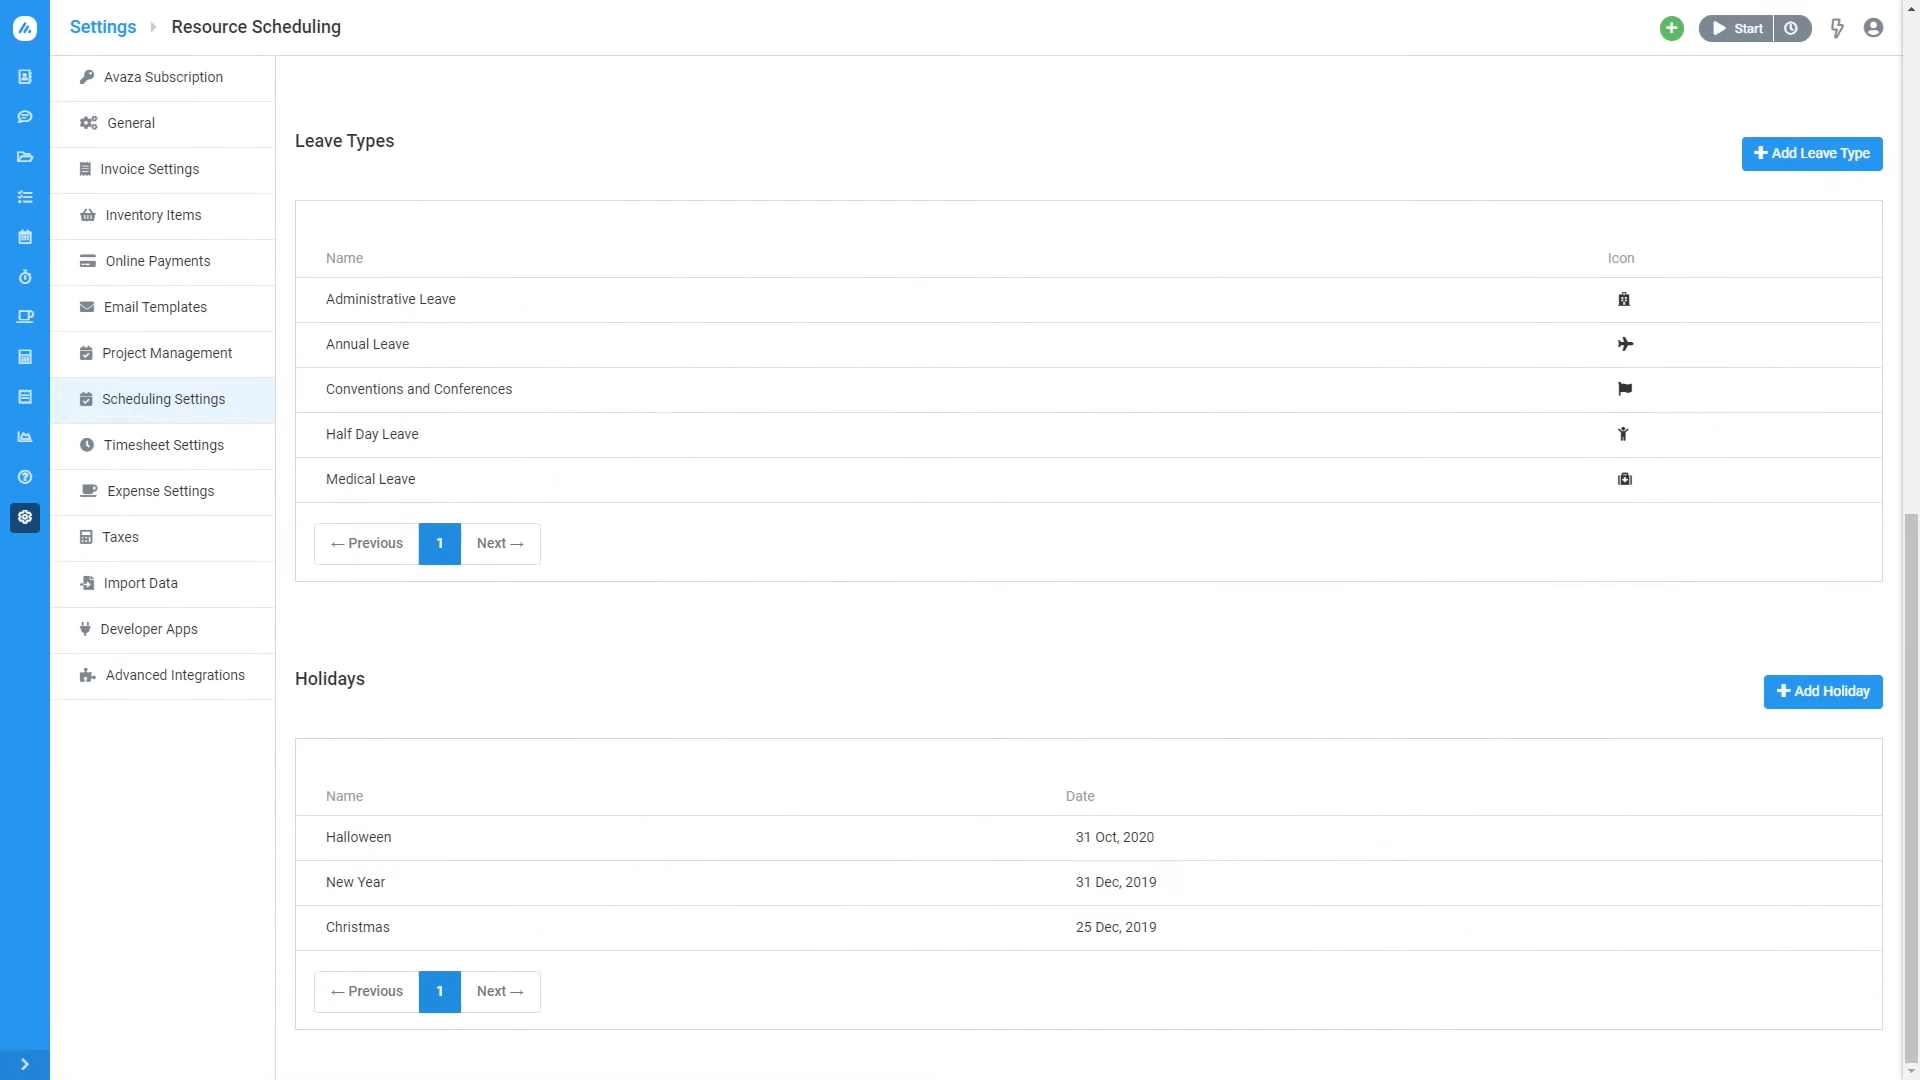 Settings Resource Scheduling
Start
Avaza Subscription
General
Invoice Settings
Inventory Items
Online Payments
Email Templates
Project Management
Scheduling Settings
Timesheet Settings
Expense Settings
Taxes
Import Data
Developer Apps
Advanced Integrations
Leave Types
Add Leave Type
Name Icon
Administrative Leave
Annual Leave
Conventions and Conferences
Half Day Leave
Medical Leave
← Previous 1 Next →
Holidays
Add Holiday
Name Date
Halloween 31 Oct, 2020
New Year 31 Dec, 2019
Christmas 25 Dec, 2019
← Previous 1 Next →